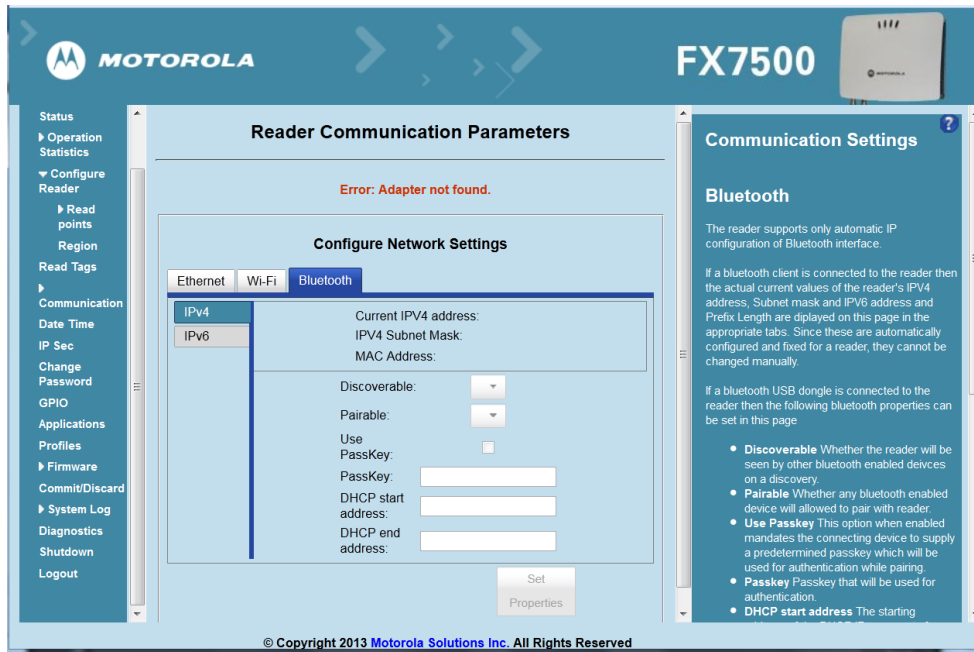 MOTOROLA
FX7500
MOTOROLA
Status
Operation
Statistics
Configure
Reader
Read
points
Region
Read Tags
Communication
Date Time
IP Sec
Change
Password
GPIO
Applications
Profiles
Firmware
Commit/Discard
System Log
Diagnostics
Shutdown
Logout
Reader Communication Parameters
Error: Adapter not found.
Configure Network Settings
Ethernet Wi-Fi Bluetooth
IPv4
IPv6
Current IPV4 address:
IPV4 Subnet Mask:
MAC Address:
Discoverable:
Pairable:
Use
PassKey:
PassKey:
DHCP start
address:
DHCP end
address:
Set
Properties
?
Communication Settings
Bluetooth
The reader supports only automatic IP
configuration of Bluetooth interface.
If a bluetooth client is connected to the reader then
the actual current values of the reader's IPV4
address, Subnet mask and IPV6 address and
Prefix Length are diplayed on this page in the
appropriate tabs. Since these are automatically
configured and fixed for a reader, they cannot be
changed manually.
If a bluetooth USB dongle is connected to the
reader then the following bluetooth properties can
be set in this page
Discoverable Whether the reader will be
seen by other bluetooth enabled deivces
on a discovery.
Pairable Whether any bluetooth enabled
device will allowed to pair with reader.
Use Passkey This option when enabled
mandates the connecting device to supply
a predetermined passkey which will be
used for authentication while pairing.
Passkey Passkey that will be used for
authentication.
DHCP start address The starting
© Copyright 2013 Motorola Solutions Inc. All Rights Reserved